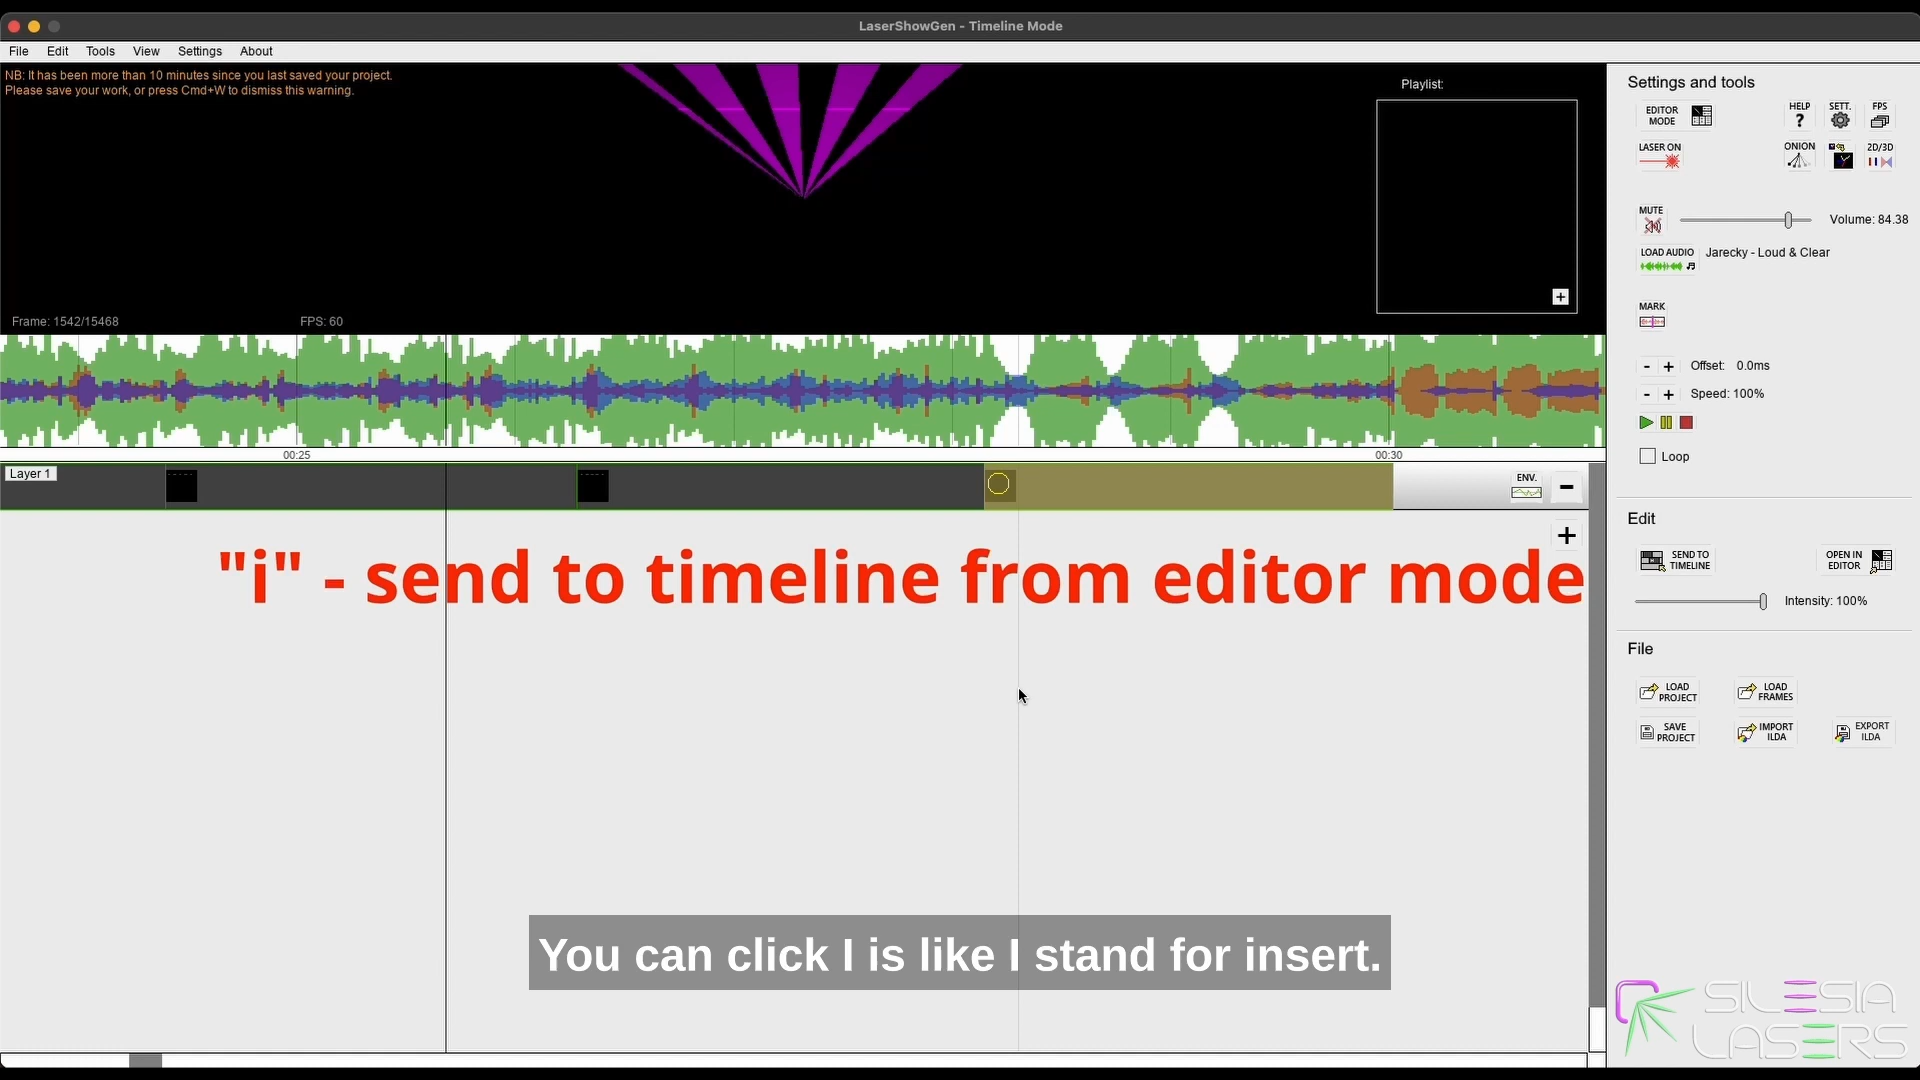 LaserShowGen - Timeline Mode
File Edit Tools View Settings About
NB: It has been more than 10 minutes since you last saved your project.
Please save your work, or press Cmd+W to dismiss this warning.
Playlist:
+
Frame: 1542/15468
FPS: 60
00:25
00:30
Layer 1
ENV.
-
+
"i" - send to timeline from editor mode
You can click I is like I stand for insert.
Settings and tools
EDITOR
MODE
HELP
?
SETT.
FPS
LASER ON
ONION
2D/3D
MUTE
Volume: 84.38
LOAD AUDIO
Jarecky - Loud & Clear
MARK
- + Offset: 0.0ms
- + Speed: 100%
Loop
Edit
SEND TO
TIMELINE
OPEN IN
EDITOR
Intensity: 100%
File
LOAD
PROJECT
LOAD
FRAMES
SAVE
PROJECT
IMPORT
ILDA
EXPORT
ILDA
SILESIA
LASERS